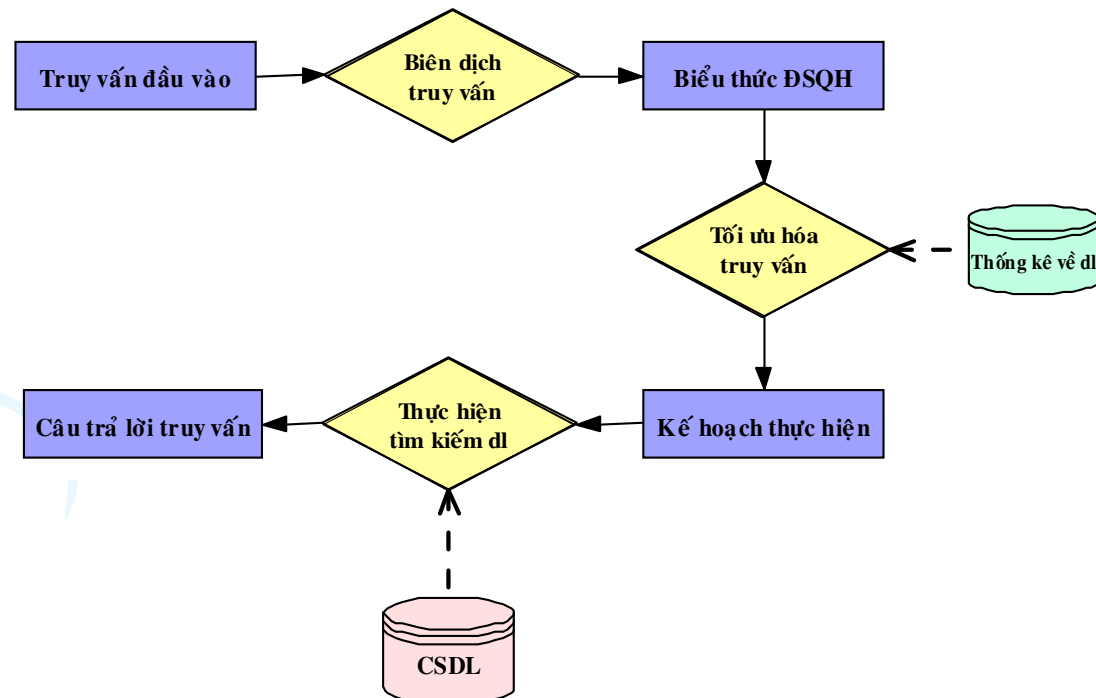 Truy vấn đầu vào
Biên dịch
truy vấn
Biểu thức ĐSQH
Tối ưu hóa
truy vấn
Thống kê về dl
Kế hoạch thực hiện
Thực hiện
tìm kiếm dl
Câu trả lời truy vấn
CSDL